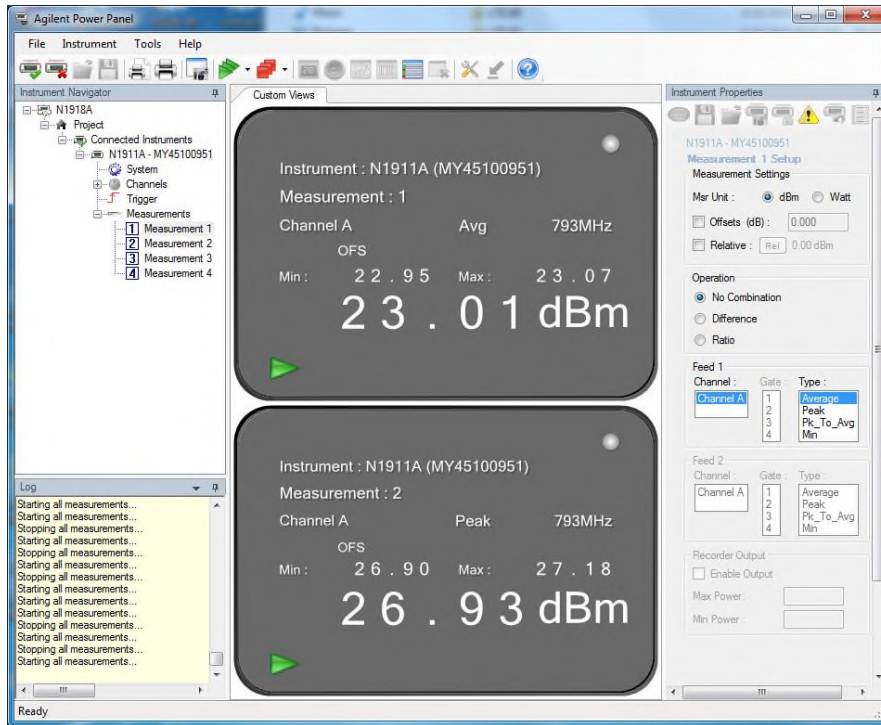 Agilent Power Panel
File Instrument Tools Help
Instrument Navigator
N1918A
Project
Connected Instruments
N1911A - MY45100951
System
Channels
Trigger
Measurements
1 Measurement 1
2 Measurement 2
3 Measurement 3
4 Measurement 4
Log
Starting all measurements...
Starting all measurements...
Stopping all measurements...
Starting all measurements...
Stopping all measurements...
Starting all measurements...
Stopping all measurements...
Starting all measurements...
Starting all measurements...
Starting all measurements...
Stopping all measurements...
Starting all measurements...
Stopping all measurements...
Starting all measurements...
Ready
Custom Views
Instrument : N1911A (MY45100951)
Measurement : 1
Channel A Avg 793MHz
OFS
Min : 22.95 Max : 23.07
23.01 dBm
Instrument : N1911A (MY45100951)
Measurement : 2
Channel A Peak 793MHz
OFS
Min : 26.90 Max : 27.18
26.93 dBm
Instrument Properties
N1911A - MY45100951
Measurement 1 Setup
Measurement Settings
Msr Unit : dBm Watt
Offsets (dB) : 0.000
Relative : Rel 0.00 dBm
Operation
No Combination
Difference
Ratio
Feed 1
Channel : Gate : Type :
Channel A 1 Average
2 Peak
3 Pk_To_Avg
4 Min
Feed 2
Channel : Gate : Type :
Channel A 1 Average
2 Peak
3 Pk_To_Avg
4 Min
Recorder Output
Enable Output
Max Power :
Min Power :